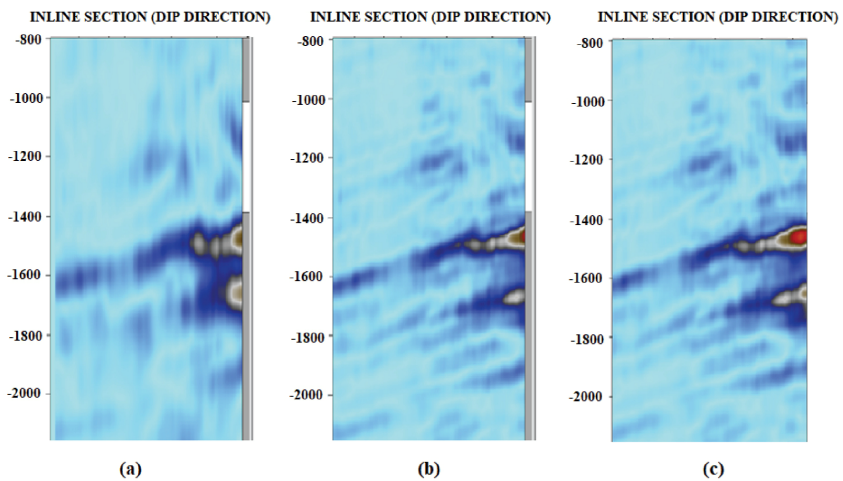 INLINE SECTION (DIP DIRECTION) INLINE SECTION (DIP DIRECTION) INLINE SECTION (DIP DIRECTION)
-800 -800 -800
-1000 -1000 -1000
-1200 -1200 -1200
-1400 -1400 -1400
-1600 -1600 -1600
-1800 -1800 -1800
-2000 -2000 -2000
(a) (b) (c)